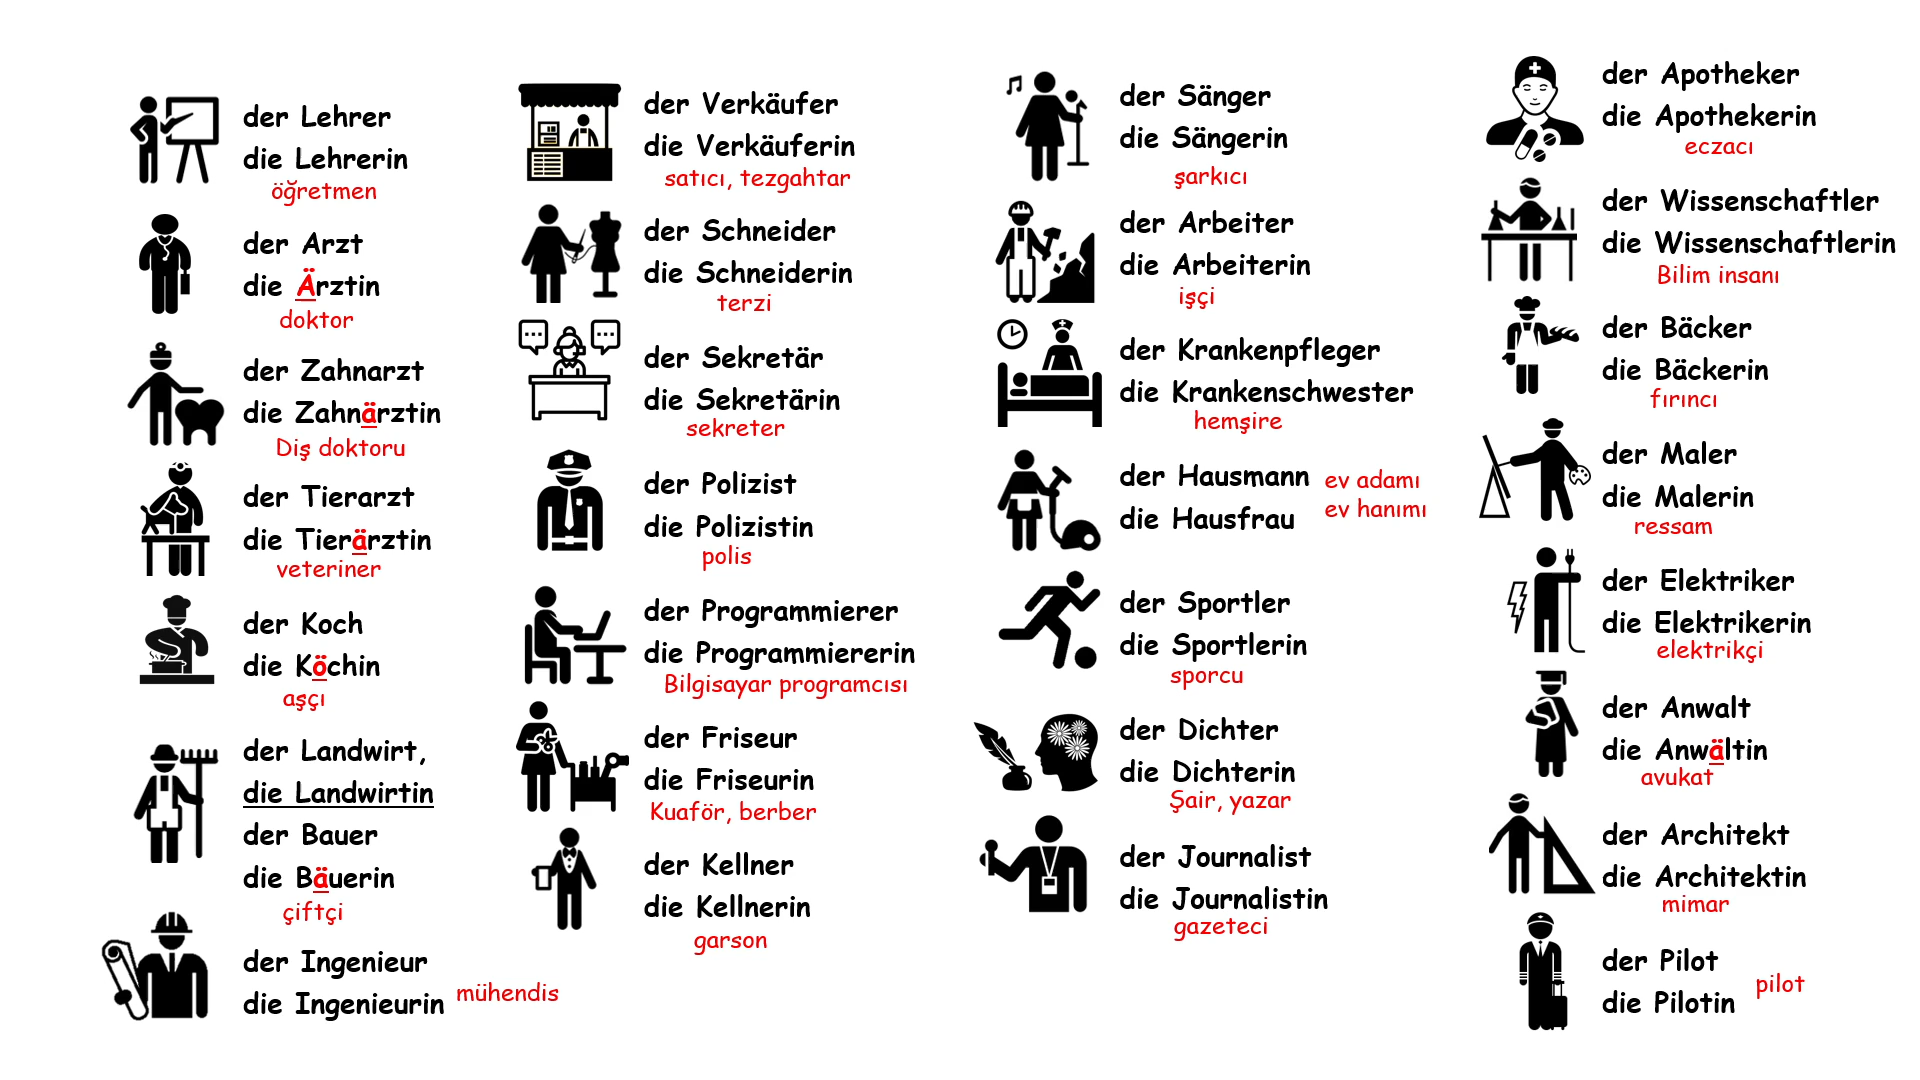 der Lehrer
die Lehrerin
öğretmen
der Arzt
die Ärztin
doktor
der Zahnarzt
die Zahnärztin
Diş doktoru
der Tierarzt
die Tierärztin
veteriner
der Koch
die Köchin
aşçı
der Landwirt,
die Landwirtin
der Bauer
die Bäuerin
çiftçi
der Ingenieur
die Ingenieurin
mühendis
der Verkäufer
die Verkäuferin
satıcı, tezgahtar
der Schneider
die Schneiderin
terzi
der Sekretär
die Sekretärin
sekreter
der Polizist
die Polizistin
polis
der Programmierer
die Programmiererin
Bilgisayar programcısı
der Friseur
die Friseurin
Kuaför, berber
der Kellner
die Kellnerin
garson
der Sänger
die Sängerin
şarkıcı
der Arbeiter
die Arbeiterin
işçi
der Krankenpfleger
die Krankenschwester
hemşire
der Hausmann
ev adamı
die Hausfrau
ev hanımı
der Sportler
die Sportlerin
sporcu
der Dichter
die Dichterin
Şair, yazar
der Journalist
die Journalistin
gazeteci
der Apotheker
die Apothekerin
eczacı
der Wissenschaftler
die Wissenschaftlerin
Bilim insanı
der Bäcker
die Bäckerin
fırıncı
der Maler
die Malerin
ressam
der Elektriker
die Elektrikerin
elektrikçi
der Anwalt
die Anwältin
avukat
der Architekt
die Architektin
mimar
der Pilot
die Pilotin
pilot